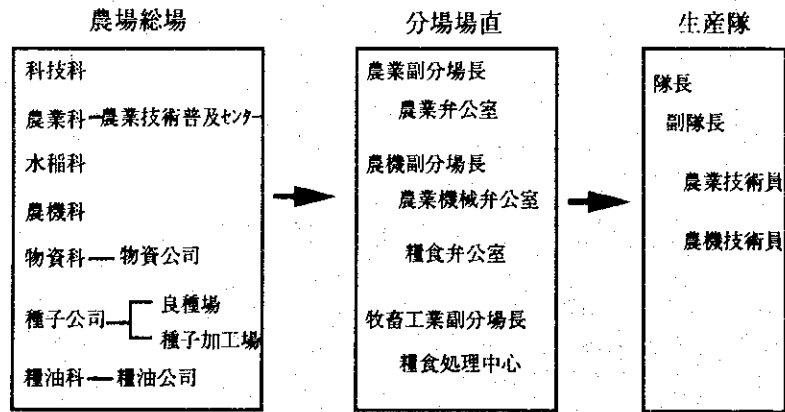 農場総場
科技科
農業科 農業技術普及センター
水稲科
農機科
物資科 物資公司
種子公司 良種場
種子加工場
糧油科 糧油公司
分場場直
農業副分場長
農業弁公室
農機副分場長
農業機械弁公室
糧食弁公室
牧畜工業副分場長
糧食処理中心
生産隊
隊長
副隊長
農業技術員
農機技術員